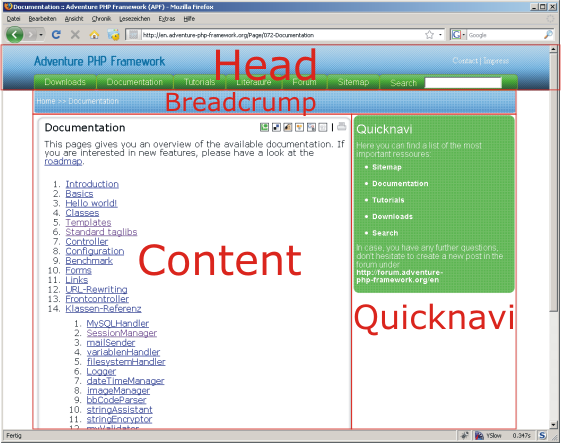 Documentation :: Adventure PHP Framework (APF) - Mozilla Firefox
Datei Bearbeiten Ansicht Chronik Lesezeichen Extras Hilfe
http://en.adventure-php-framework.org/Page/072-Documentation
Google
Adventure PHP Framework
Contact | Impress
Head
Downloads Documentation Tutorials Literature Forum Sitemap Search
Home >> Documentation
Breadcrump
Documentation
This pages gives you an overview of the available documentation. If
you are interested in new features, please have a look at the
roadmap.
1. Introduction
2. Basics
3. Hello world!
4. Classes
5. Templates
6. Standard taglibs
7. Controller
8. Configuration
9. Benchmark
10. Forms
11. Links
12. URL-Rewriting
13. Frontcontroller
14. Klassen-Referenz
1. MySQLHandler
2. SessionManager
3. mailSender
4. variablenHandler
5. filesystemHandler
6. Logger
7. dateTimeManager
8. imageManager
9. bbCodeParser
10. stringAssistant
11. stringEncryptor
12. myValidator
Content
Quicknavi
Here you can find a list of the most
important ressources:
• Sitemap
• Documentation
• Tutorials
• Downloads
• Search
In case, you have any further questions,
don't hesitate to create a new post in the
forum under
http://forum.adventure-
php-framework.org/en
Quicknavi
Fertig
YSlow 0.347s